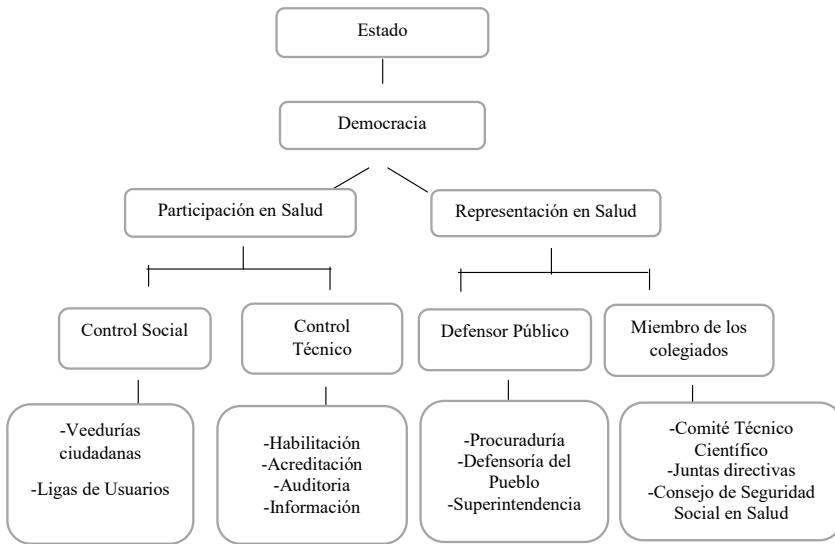 Estado
Democracia
Participación en Salud
Representación en Salud
Control Social
Control
Técnico
Defensor Público
Miembro de los
colegiados
-Veedurías
ciudadanas
-Ligas de Usuarios
-Habilitación
-Acreditación
-Auditoria
-Información
-Procuraduría
-Defensoría del
Pueblo
-Superintendencia
-Comité Técnico
Científico
-Juntas directivas
-Consejo de Seguridad
Social en Salud